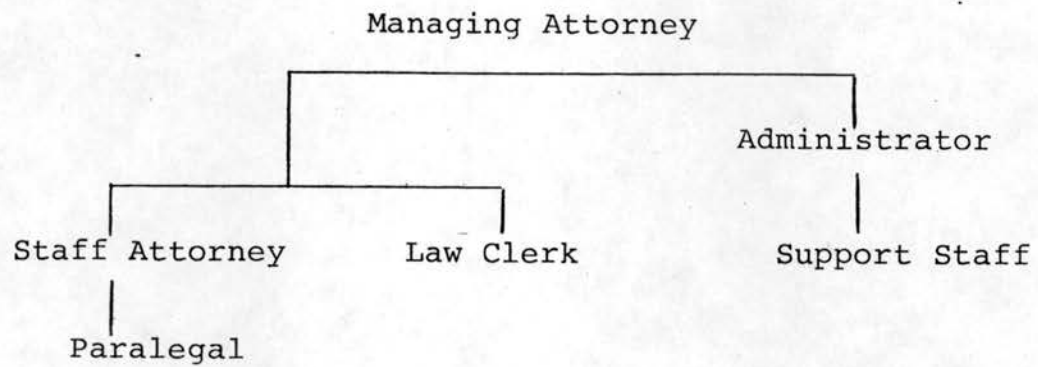 Managing Attorney
Administrator
Staff Attorney Law Clerk Support Staff
Paralegal